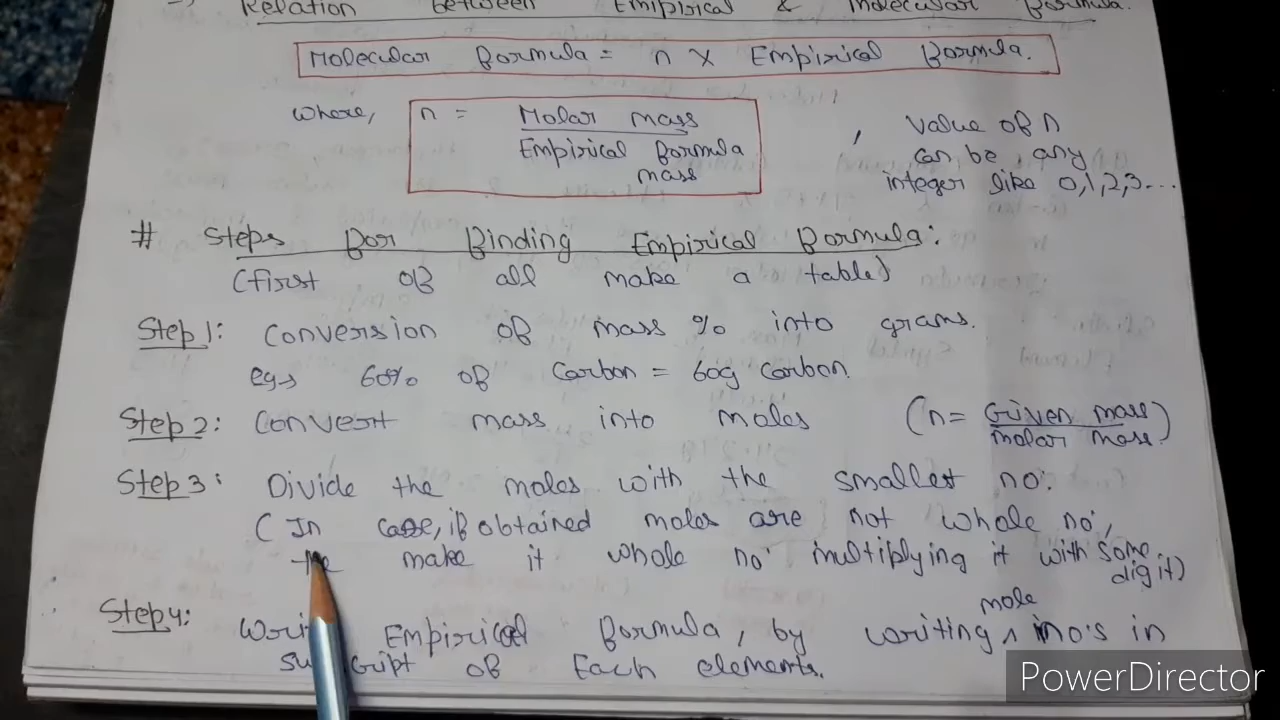 Relation between Empirical & Molecular Formula.
Molecular Formula = n × Empirical Formula.
where, n = Molar mass / Empirical Formula mass , value of n can be any integer like 0,1,2,3...
# Steps For Finding Empirical Formula:
(First of all make a table)
Step 1: Conversion of mass % into grams.
eg→ 60% of Carbon = 60g carbon.
Step 2: Convert mass into moles (n = Given mass / molar mass)
Step 3: Divide the moles with the smallest no.
( In case, if obtained moles are not whole no.,
make it whole no. multiplying it with some digit)
Step 4: Empirical Formula, by writing mole no's in
of Each elements.
PowerDirector